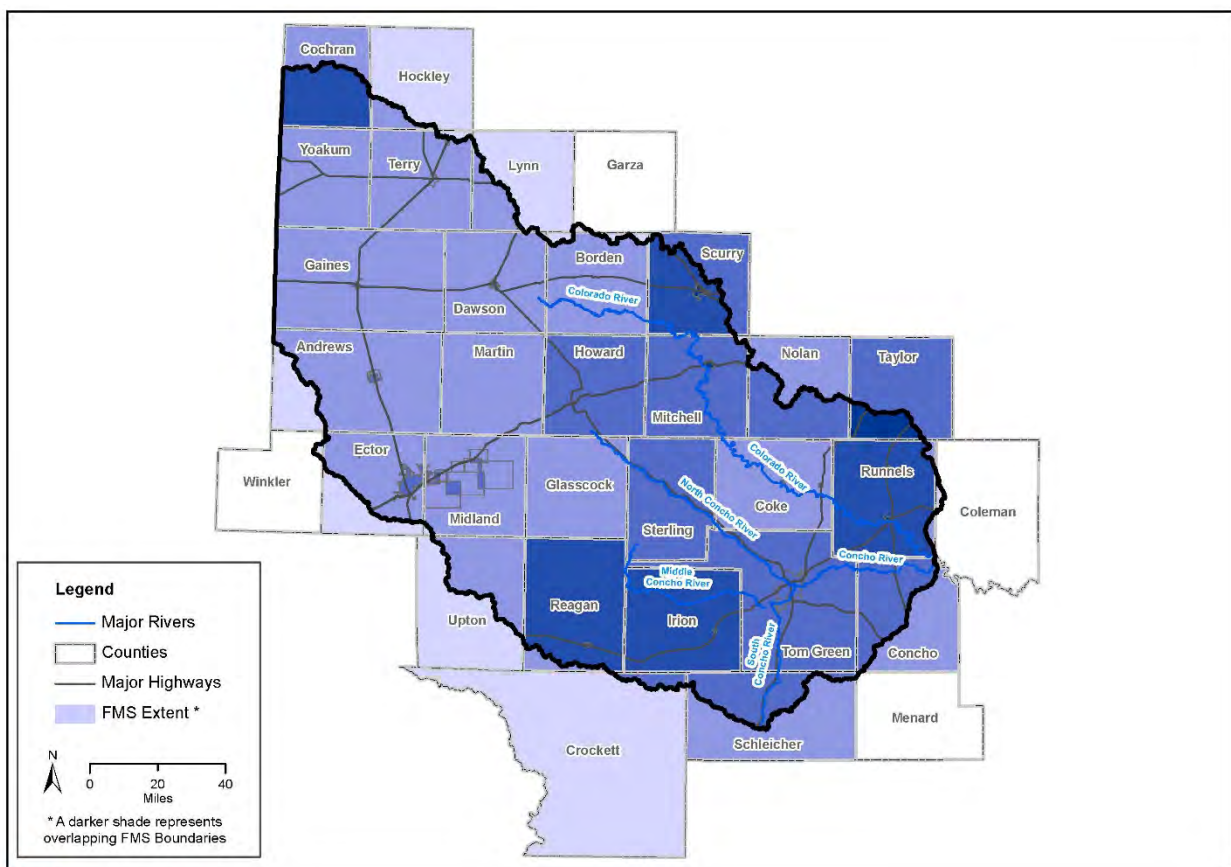 Cochran
Hockley
Yoakum
Terry
Lynn
Garza
Gaines
Dawson
Borden
Scurry
Colorado River
Andrews
Martin
Howard
Mitchell
Nolan
Taylor
Winkler
Ector
Midland
Glasscock
Sterling
North Concho River
Colorado River
Coke
Runnels
Coleman
Concho River
Upton
Reagan
Middle
Concho River
Irion
South
Concho River
Tom Green
Concho
Menard
Crockett
Schleicher
Legend
Major Rivers
Counties
Major Highways
FMS Extent *
N
0 20 40
Miles
* A darker shade represents
overlapping FMS Boundaries